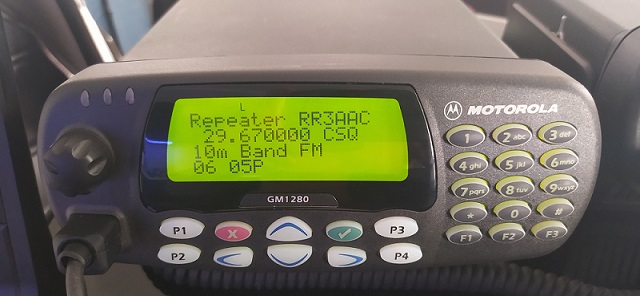 L
Repeater RR3AAC
29.670000 CSQ
10m Band FM
06 05P
GM1280
MOTOROLA
1 2 abc 3 def
4 ghi 5 jkl 6 mno
7 pqrs 8 tuv 9 wxyz
* 0 #
F1 F2 F3
P1 P3
P2 P4